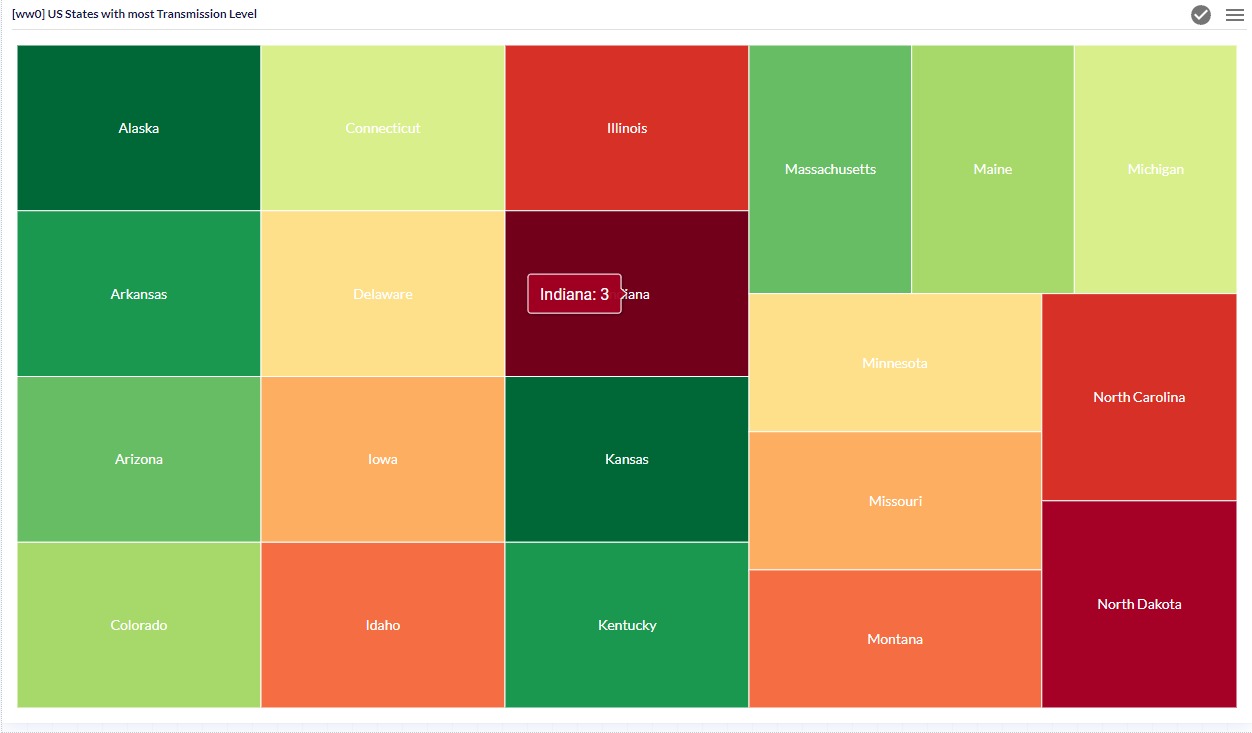 [ww0] US States with most Transmission Level
Alaska
Connecticut
Illinois
Massachusetts
Maine
Michigan
Arkansas
Delaware
Indiana: 3
iana
Minnesota
North Carolina
Arizona
Iowa
Kansas
Missouri
Colorado
Idaho
Kentucky
Montana
North Dakota